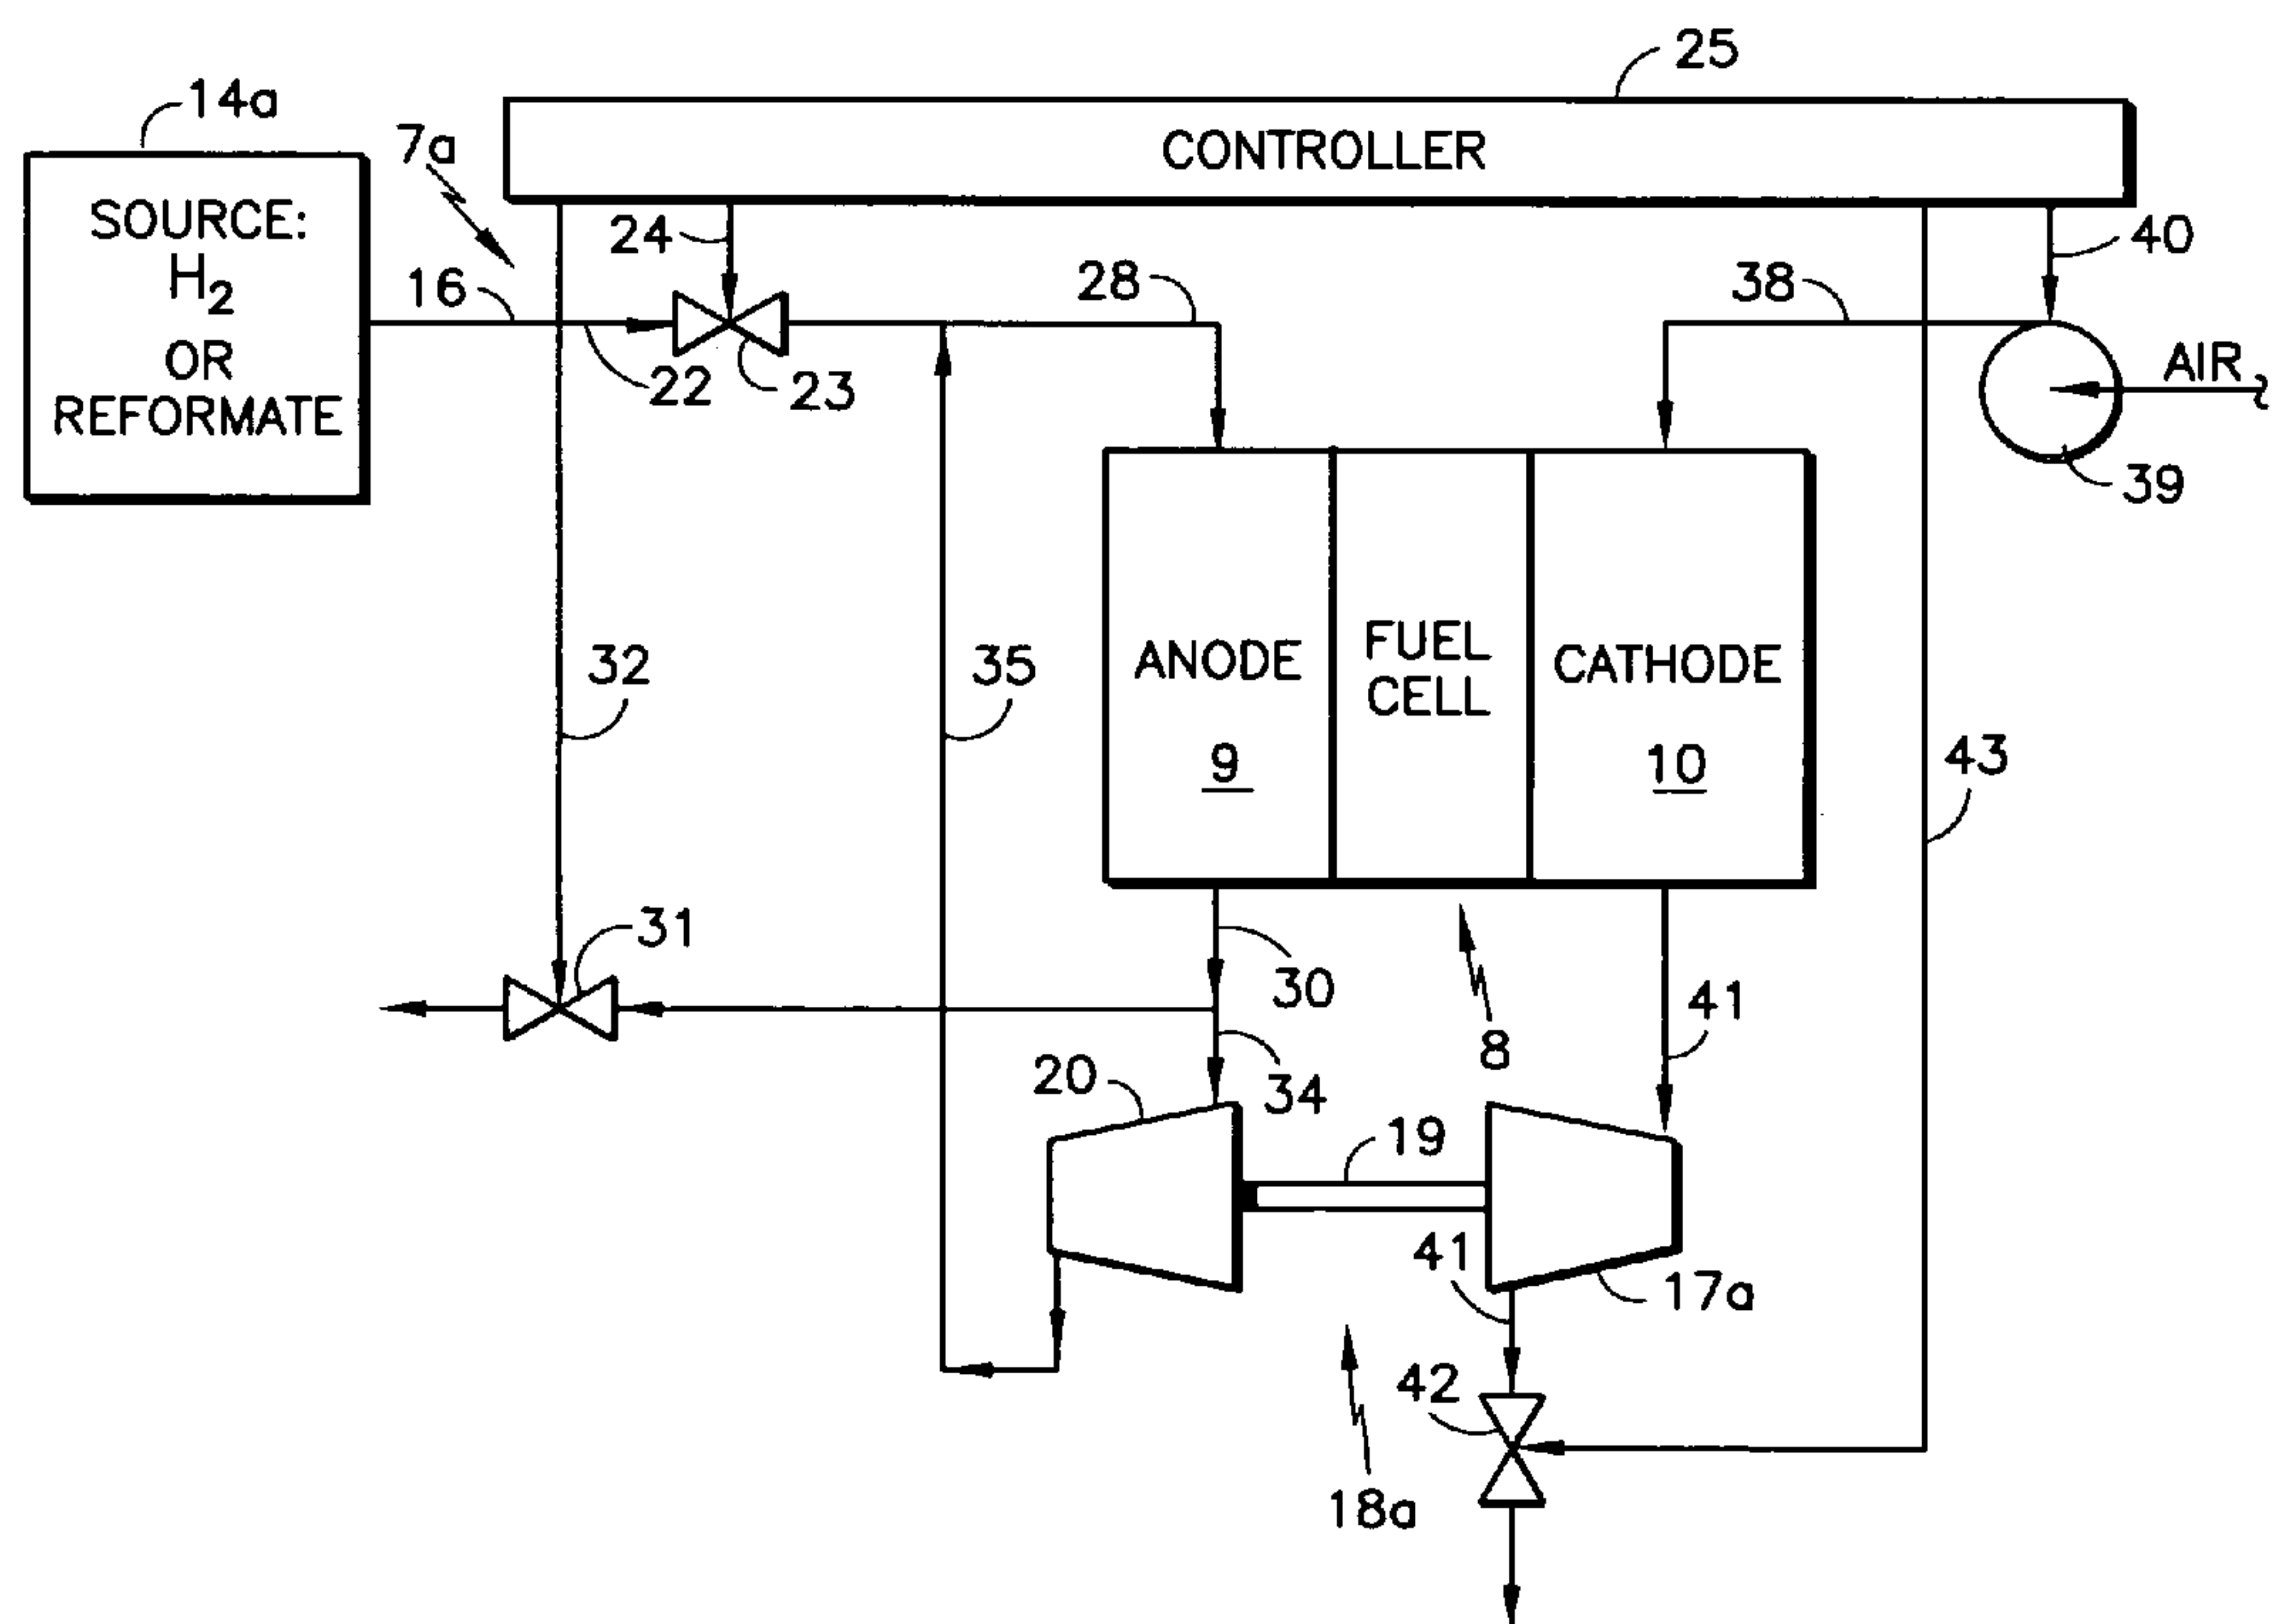 25
14a
CONTROLLER
7a
SOURCE:
H₂
OR
REFORMATE
24
40
16
28
38
22
23
AIR
39
32
35
ANODE
FUEL
CELL
CATHODE
9
10
43
31
30
41
8
20
34
19
41
17a
42
18a